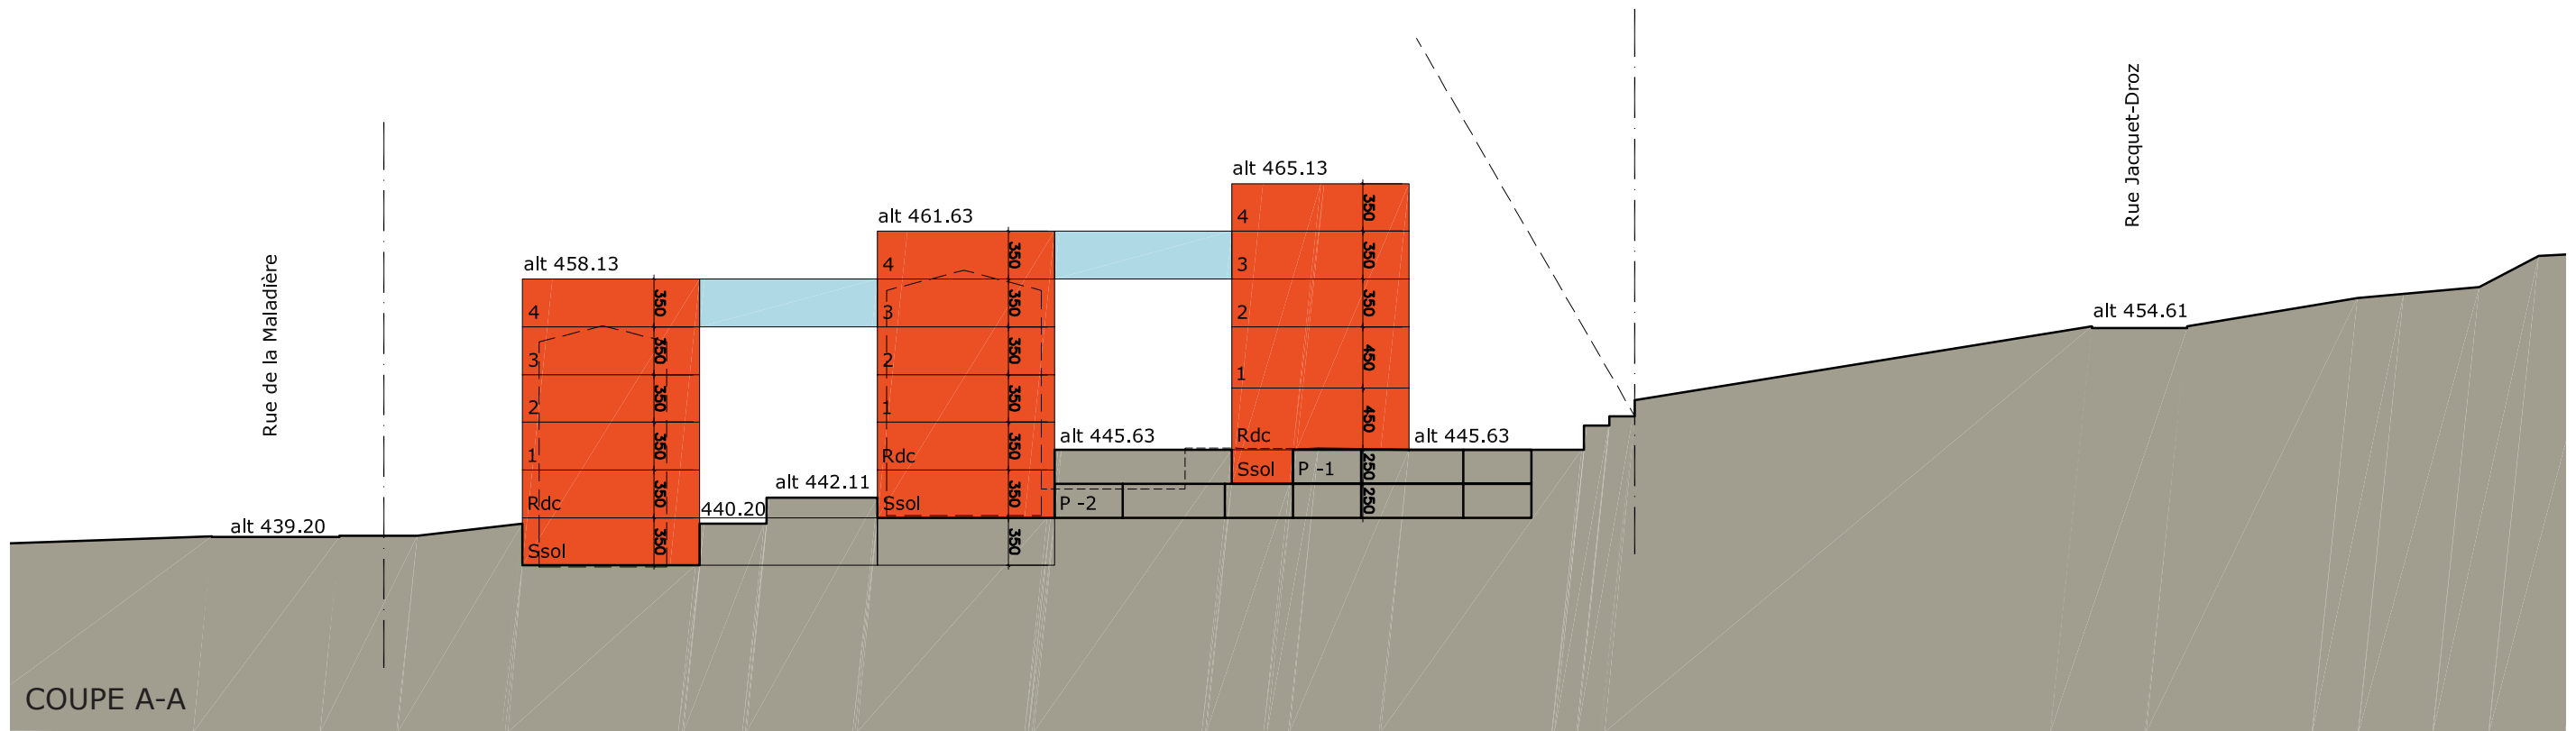 Rue de la Maladière
alt 439.20
alt 458.13
4
3
2
1
Rdc
Ssol
350
350
350
350
350
350
440.20
alt 442.11
alt 461.63
4
3
2
1
Rdc
Ssol
350
350
350
350
350
350
350
alt 445.63
P -2
alt 465.13
4
3
2
1
Rdc
Ssol
P -1
350
350
350
450
450
250
250
alt 445.63
Rue Jacquet-Droz
alt 454.61
COUPE A-A